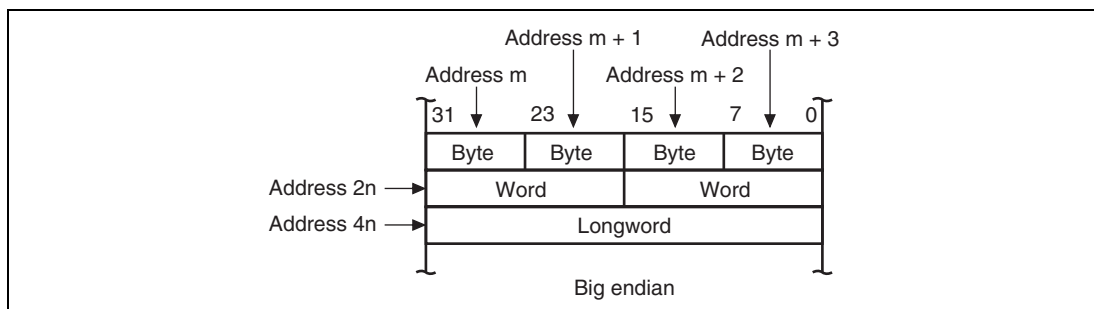 Address m + 1 Address m + 3
Address m Address m + 2
31 23 15 7 0
Byte Byte Byte Byte
Address 2n Word Word
Address 4n Longword
Big endian